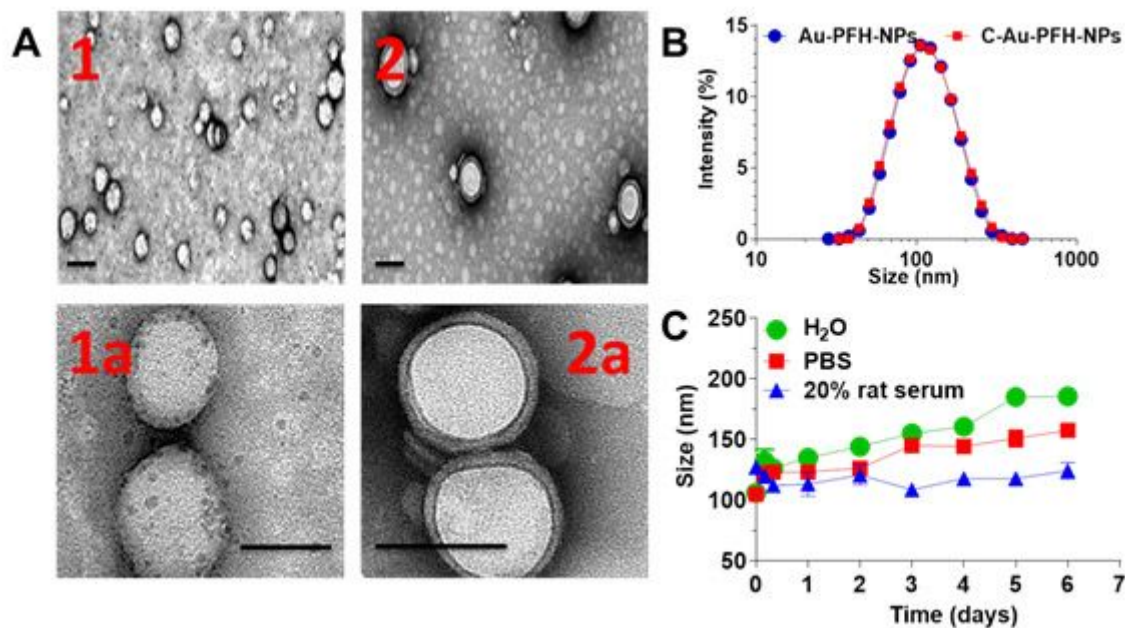 A
1
2
1a
2a
B
Au-PFH-NPs
C-Au-PFH-NPs
Intensity (%)
15
10
5
0
10
100
1000
Size (nm)
C
H₂O
PBS
20% rat serum
Size (nm)
250
200
150
100
50
0 1 2 3 4 5 6 7
Time (days)